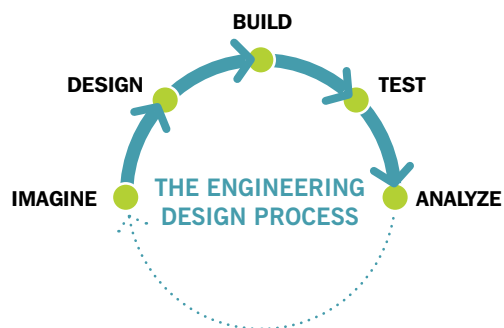 BUILD
DESIGN
TEST
IMAGINE
THE ENGINEERING
DESIGN PROCESS
ANALYZE